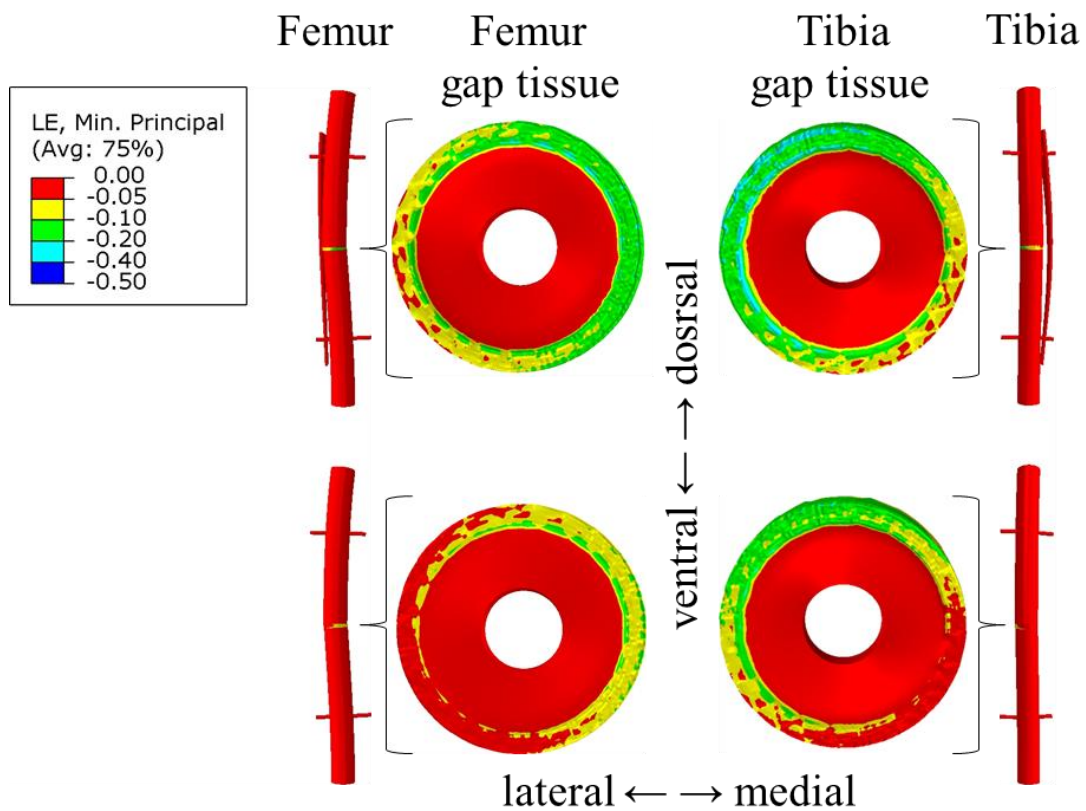 Femur
Femur
gap tissue
Tibia
gap tissue
Tibia
LE, Min. Principal
(Avg: 75%)
0.00
-0.05
-0.10
-0.20
-0.40
-0.50
ventral ← → dosrsal
lateral ← → medial